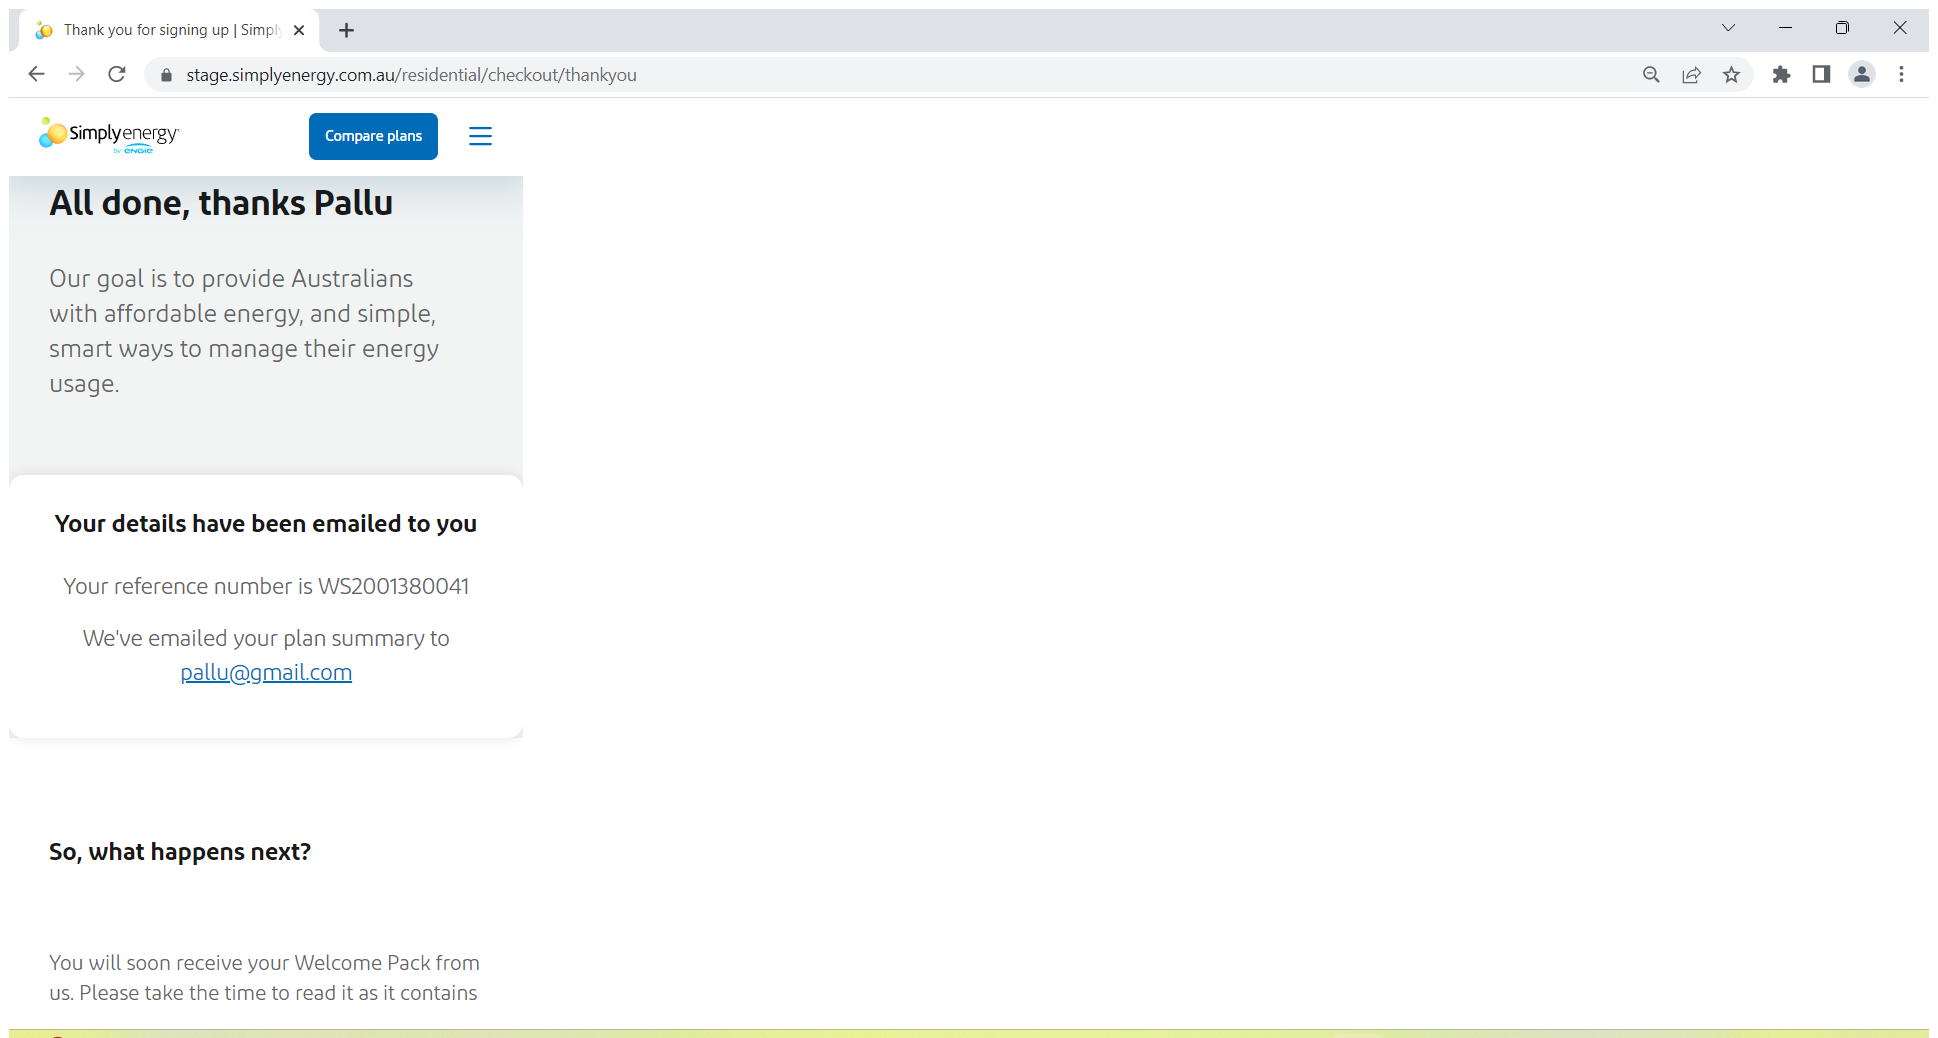 Thank you for signing up | Simpl
stage.simplyenergy.com.au/residential/checkout/thankyou
Simplyenergy
by ENGIE
Compare plans
All done, thanks Pallu
Our goal is to provide Australians
with affordable energy, and simple,
smart ways to manage their energy
usage.
Your details have been emailed to you
Your reference number is WS2001380041
We've emailed your plan summary to
pallu@gmail.com
So, what happens next?
You will soon receive your Welcome Pack from
us. Please take the time to read it as it contains